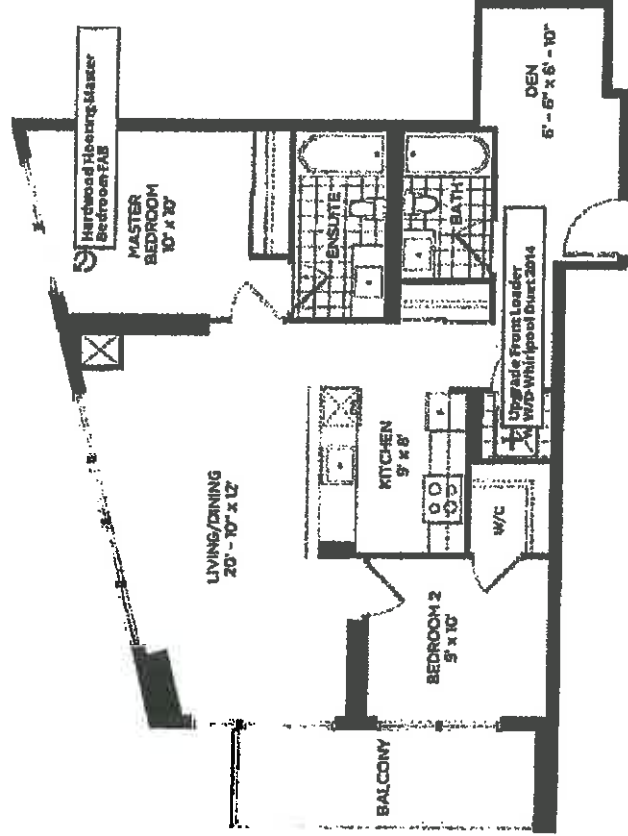 Hardwood Flooring-Master
Bedroom-FAB
MASTER
BEDROOM
10' x 10'
ENSUITE
BATH
DEN
6' - 6" x 6' - 10"
LIVING/DINING
20' - 10" x 12'
KITCHEN
9' x 8'
Upgrade Front Loader
W/D-Whirlpool Duet 2014
W/C
BEDROOM 2
9' x 10'
BALCONY